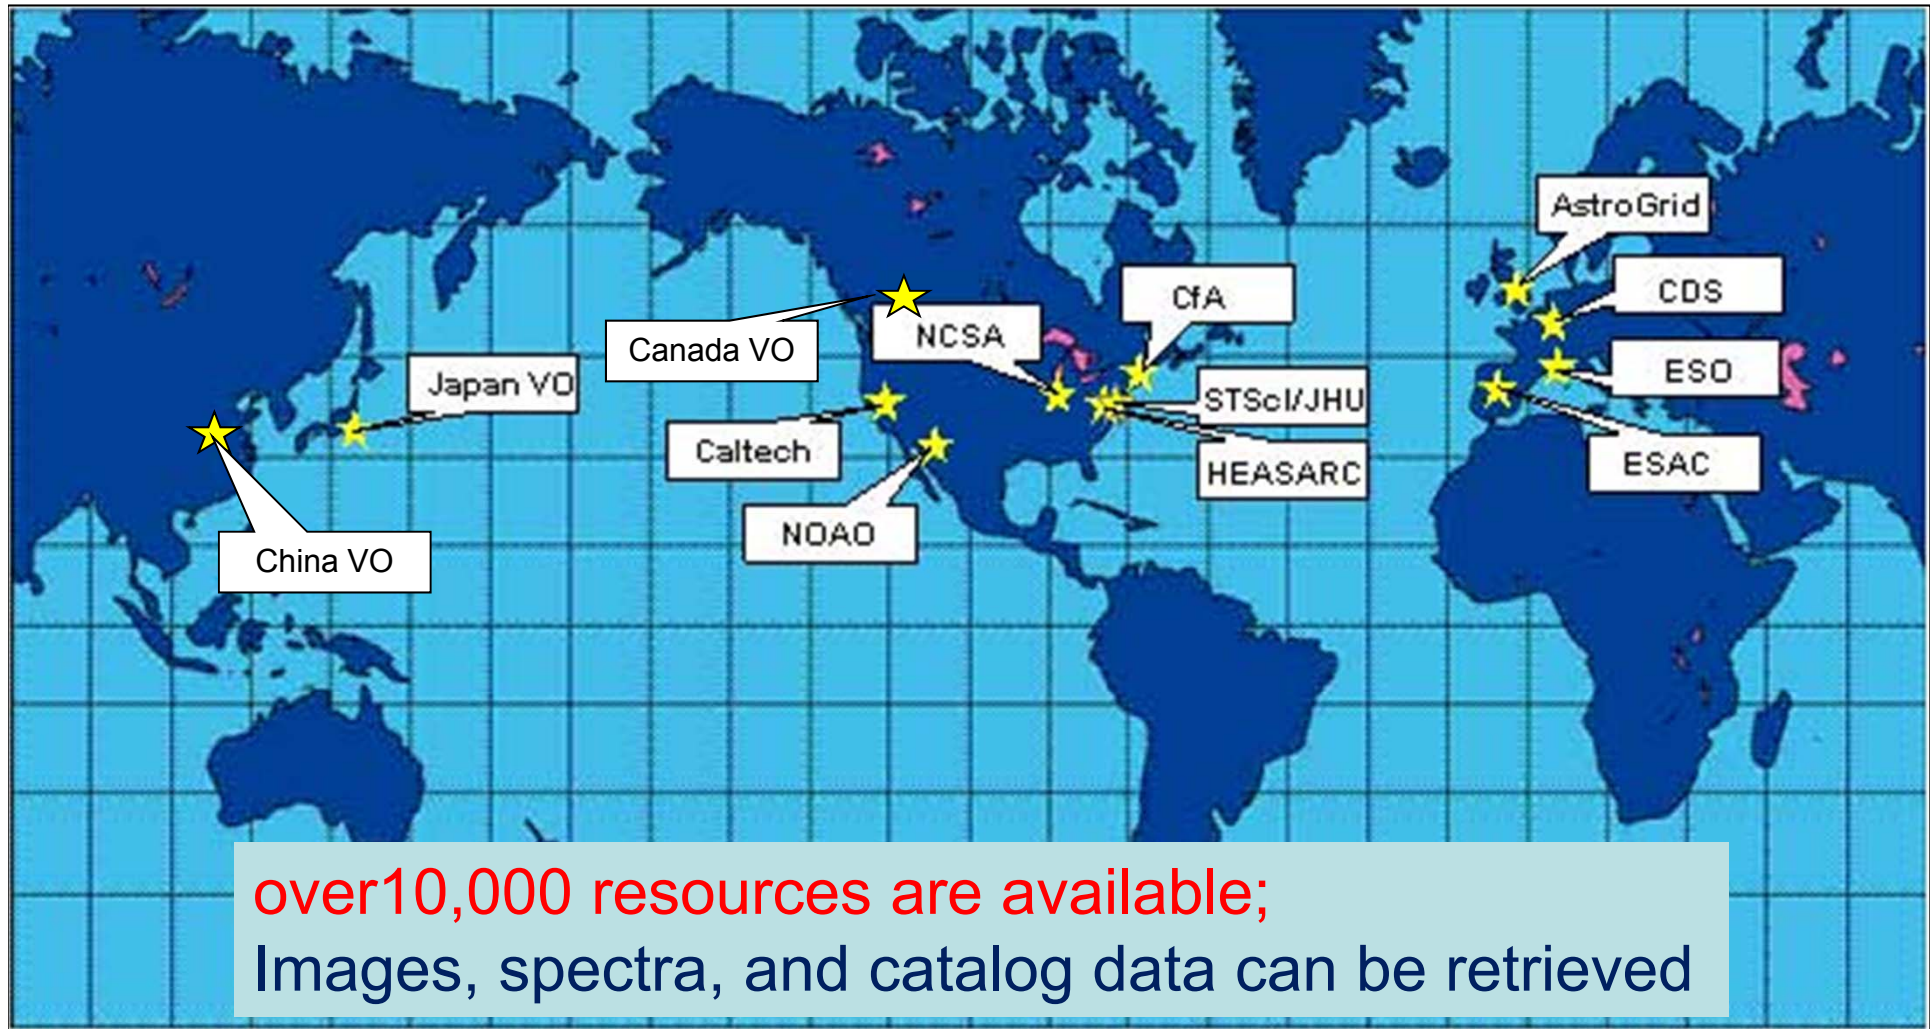 AstroGrid
CDS
CfA
Canada VO
NCSA
ESO
Japan VO
STScI/JHU
Caltech
HEASARC
ESAC
NOAO
China VO
over10,000 resources are available;
Images, spectra, and catalog data can be retrieved